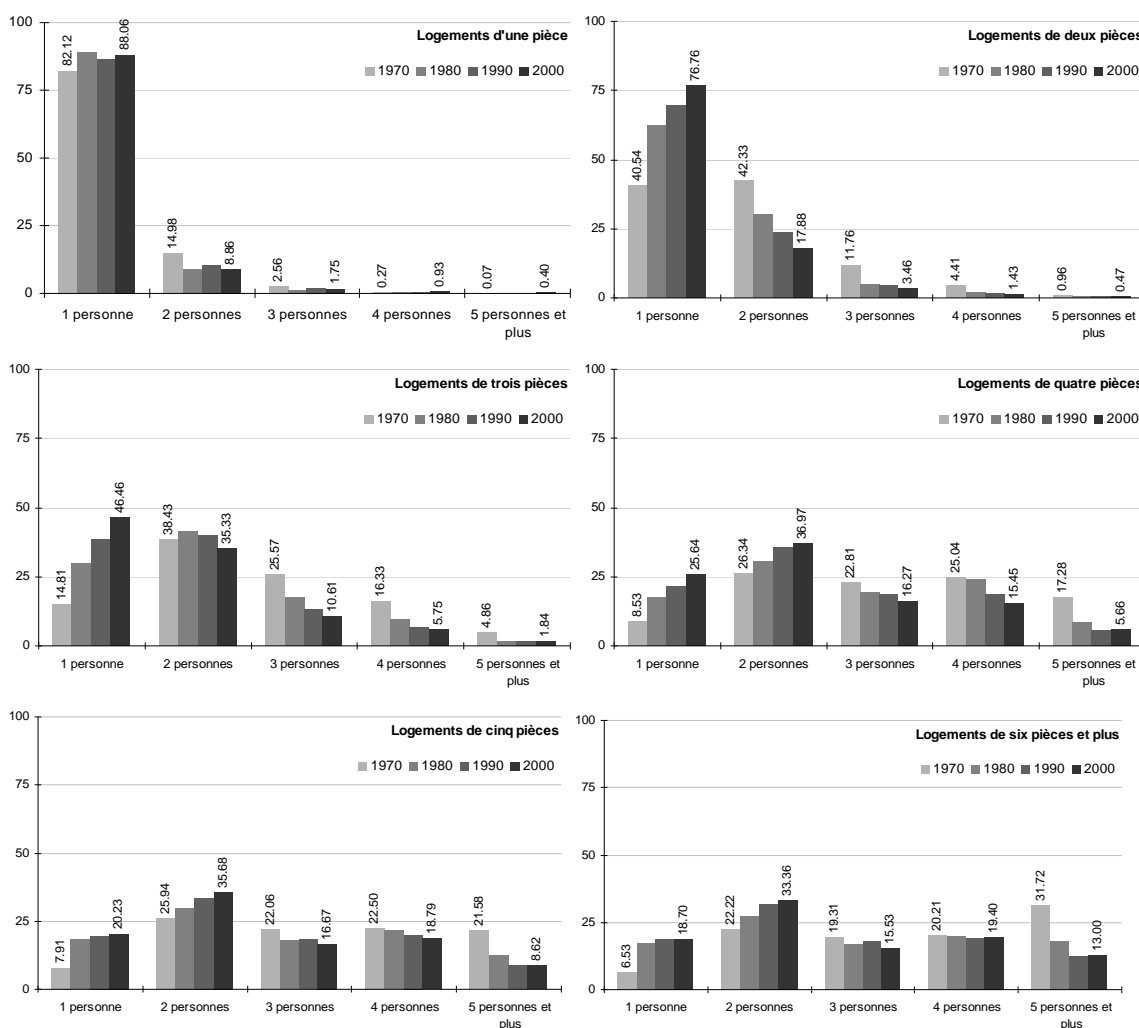 Logements d'une pièce
1970 1980 1990 2000
100
75
50
25
0
82.12 88.06
14.98 8.86
2.56 1.75
0.27 0.93
0.07 0.40
1 personne 2 personnes 3 personnes 4 personnes 5 personnes et
plus
Logements de deux pièces
1970 1980 1990 2000
100
75
50
25
0
40.54 76.76
42.33 17.88
11.76 3.46
4.41 1.43
0.96 0.47
1 personne 2 personnes 3 personnes 4 personnes 5 personnes et
plus
Logements de trois pièces
1970 1980 1990 2000
100
75
50
25
0
14.81 46.46
38.43 35.33
25.57 10.61
16.33 5.75
4.86 1.84
1 personne 2 personnes 3 personnes 4 personnes 5 personnes et
plus
Logements de quatre pièces
1970 1980 1990 2000
100
75
50
25
0
8.53 25.64
26.34 36.97
22.81 16.27
25.04 15.45
17.28 5.66
1 personne 2 personnes 3 personnes 4 personnes 5 personnes et
plus
Logements de cinq pièces
1970 1980 1990 2000
100
75
50
25
0
7.91 20.23
25.94 35.68
22.06 16.67
22.50 18.79
21.58 8.62
1 personne 2 personnes 3 personnes 4 personnes 5 personnes et
plus
Logements de six pièces et plus
1970 1980 1990 2000
100
75
50
25
0
6.53 18.70
22.22 33.36
19.31 15.53
20.21 19.40
31.72 13.00
1 personne 2 personnes 3 personnes 4 personnes 5 personnes et
plus